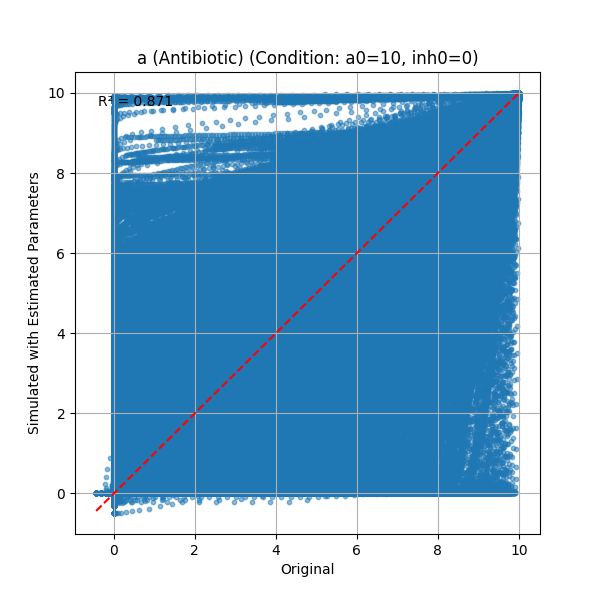 a (Antibiotic) (Condition: a0=10, inh0=0)
R² = 0.871
10
8
6
4
2
0
Simulated with Estimated Parameters
0 2 4 6 8 10
Original